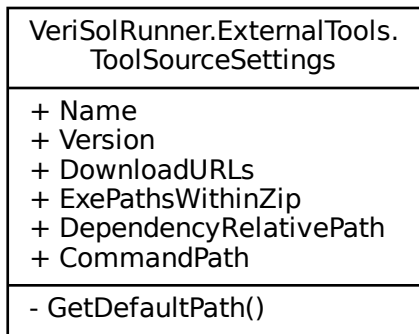 VeriSolRunner.ExternalTools.
ToolSourceSettings
+ Name
+ Version
+ DownloadURLs
+ ExePathsWithinZip
+ DependencyRelativePath
+ CommandPath
- GetDefaultPath()